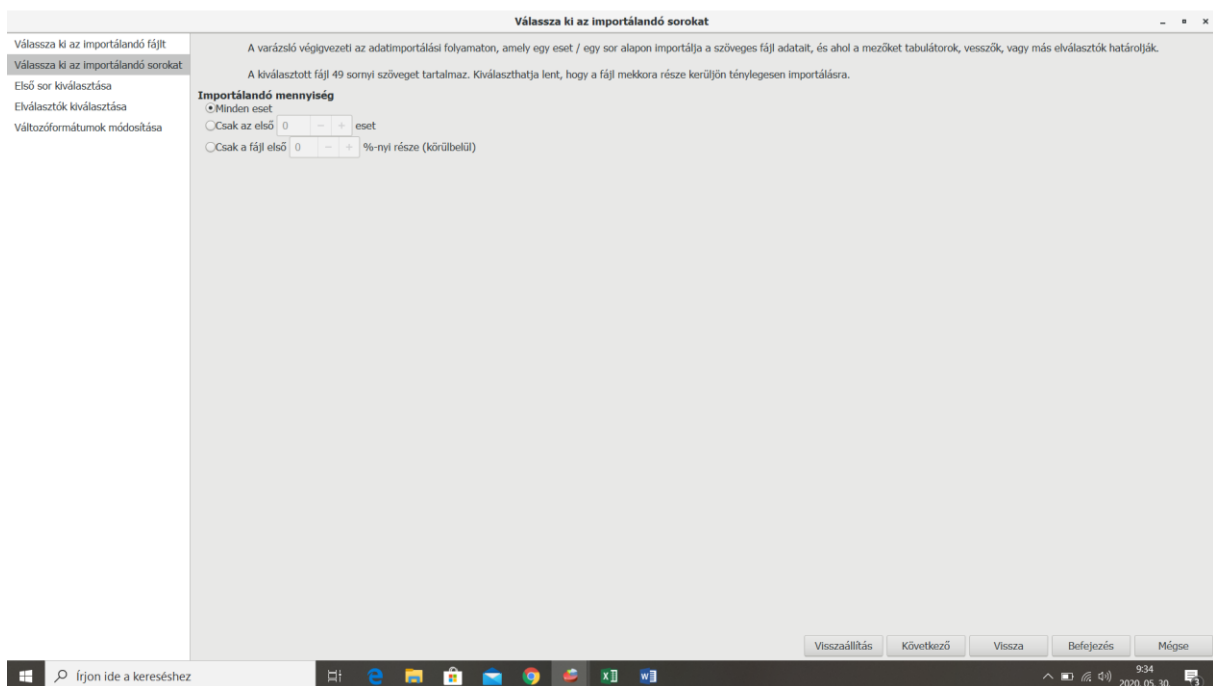 Válassza ki az importálandó sorokat
Válassza ki az importálandó fájlt
Válassza ki az importálandó sorokat
Első sor kiválasztása
Elválasztók kiválasztása
Változóformátumok módosítása
A varázsló végigvezeti az adatimportálási folyamaton, amely egy eset / egy sor alapon importálja a szöveges fájl adatait, és ahol a mezőket tabulátorok, vesszők, vagy más elválasztók határolják.
A kiválasztott fájl 49 sornyi szöveget tartalmaz. Kiválaszthatja lent, hogy a fájl mekkora része kerüljön ténylegesen importálásra.
Importálandó mennyiség
Minden eset
Csak az első 0 − + eset
Csak a fájl első 0 − + %-nyi része (körülbelül)
Visszaállítás Következő Vissza Befejezés Mégse
Írjon ide a kereséshez
9:34
2020. 05. 30.
3